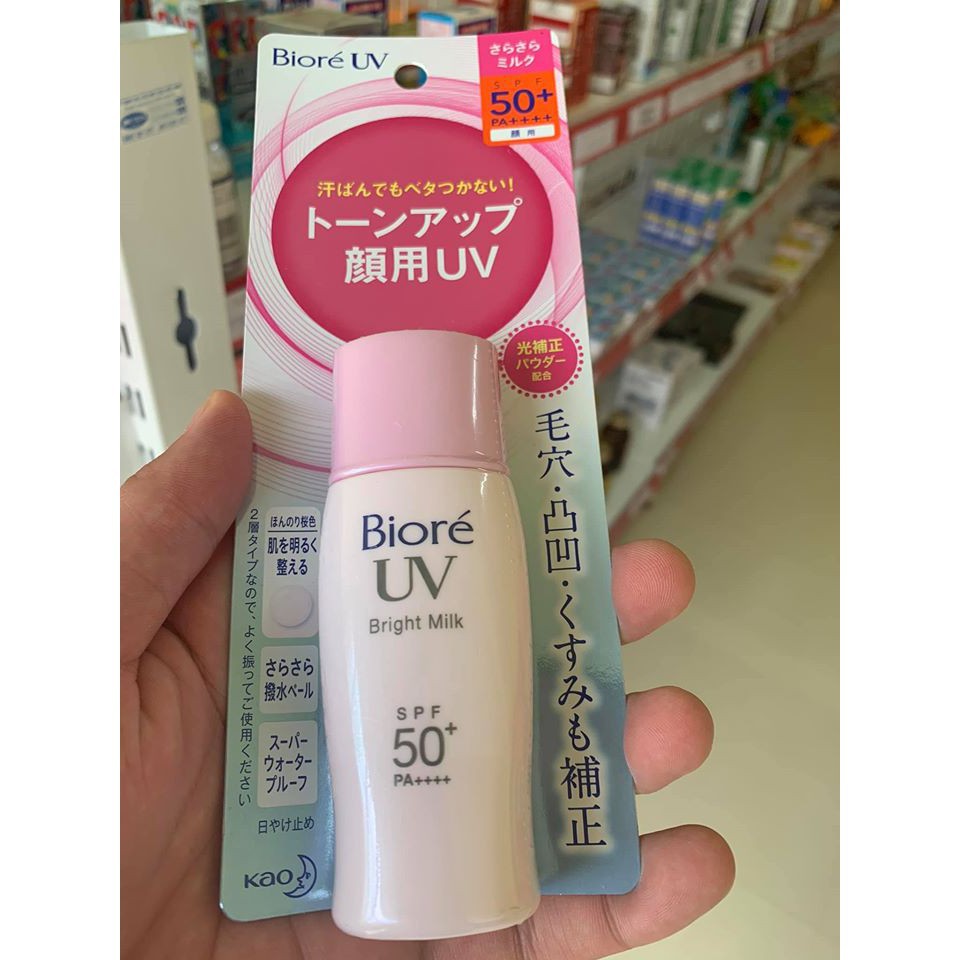 Bioré UV
さらさら
ミルク
SPF
50+
PA++++
顔用
汗ばんでもベタつかない!
トーンアップ
顔用UV
光補正
パウダー
配合
毛穴・凸凹・くすみも補正
ほんのり桜色
肌を明るく
整える
さらさら
撥水ベール
スーパー
ウォーター
プルーフ
2層タイプなので、よく振ってご使用ください
日やけ止め
Kao
Bioré
UV
Bright Milk
SPF
50+
PA++++